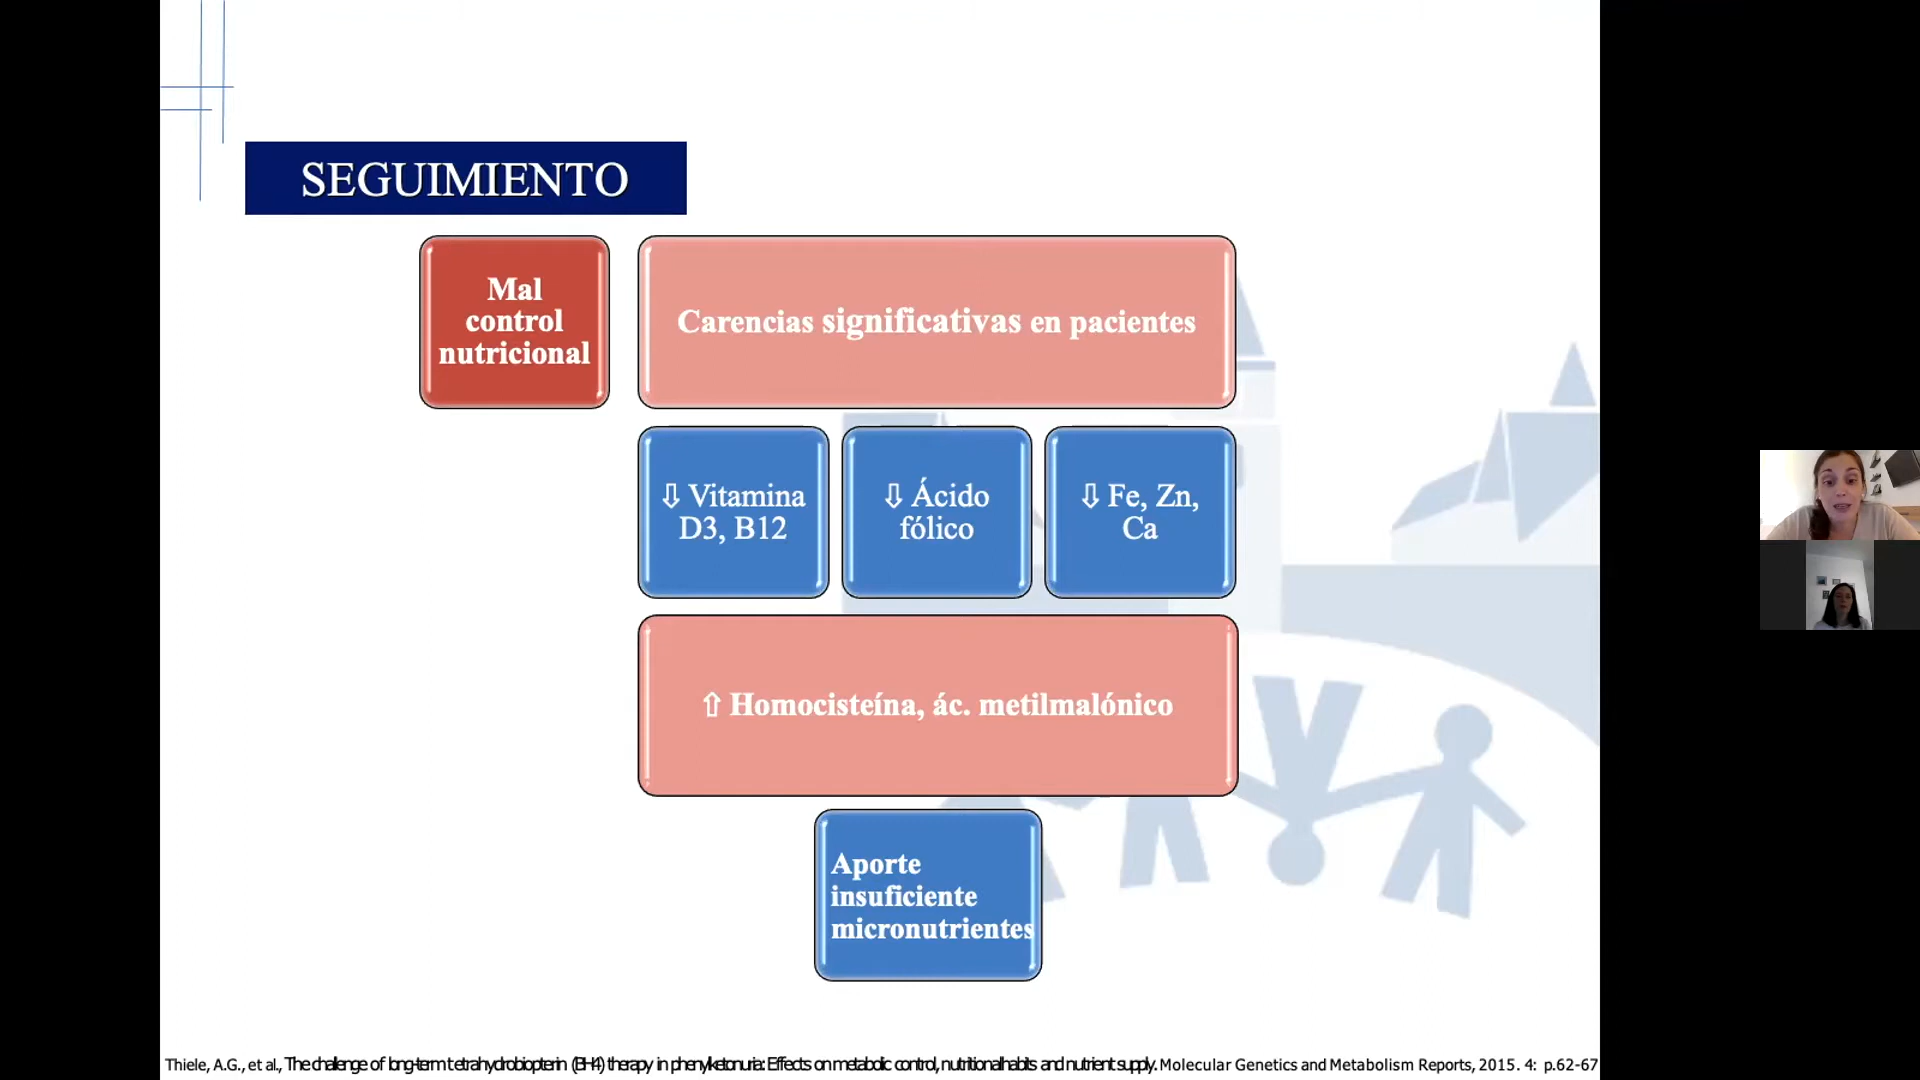 SEGUIMIENTO
Mal
control
nutricional
Carencias significativas en pacientes
⇩ Vitamina
D3, B12
⇩ Ácido
fólico
⇩ Fe, Zn,
Ca
⇧ Homocisteína, ác. metilmalónico
Aporte
insuficiente
micronutrientes
Thiele, A.G., et al., The challenge of long-term tetrahydrobiopterin (BH4) therapy in phenylketonuria: Effects on metabolic control, nutritional habits and nutrient supply. Molecular Genetics and Metabolism Reports, 2015. 4: p.62-67